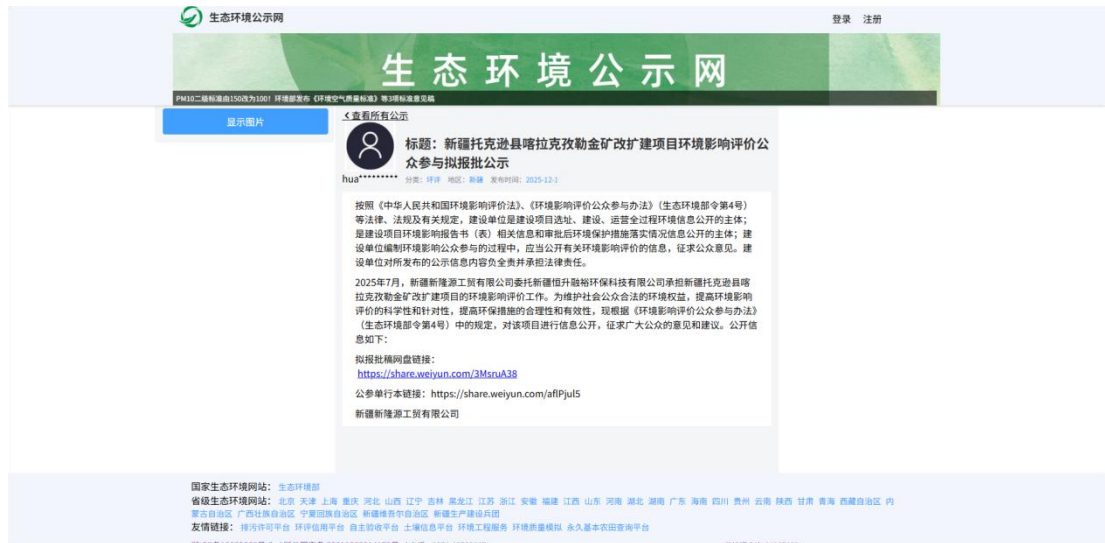 生态环境公示网
登录 注册
生态环境公示网
PM10二级标准由150改为100！环境部发布《环境空气质量标准》等3项标准意见稿
显示图片
<查看所有公示
标题：新疆托克逊县喀拉克孜勒金矿改扩建项目环境影响评价公
众参与拟报批公示
hua*********
分类：环评 地区：新疆 发布时间：2025-12-1
按照《中华人民共和国环境影响评价法》、《环境影响评价公众参与办法》（生态环境部令第4号）
等法律、法规及有关规定，建设单位是建设项目选址、建设、运营全过程环境信息公开的主体；
是建设项目环境影响报告书（表）相关信息和审批后环境保护措施落实情况信息公开的主体；建
设单位编制环境影响公众参与的过程中，应当公开有关环境影响评价的信息，征求公众意见。建
设单位对所发布的公示信息内容负全责并承担法律责任。
2025年7月，新疆新隆源工贸有限公司委托新疆恒升融裕环保科技有限公司承担新疆托克逊县喀
拉克孜勒金矿改扩建项目的环境影响评价工作。为维护社会公众合法的环境权益，提高环境影响
评价的科学性和针对性，提高环保措施的合理性和有效性，现根据《环境影响评价公众参与办法》
（生态环境部令第4号）中的规定，对该项目进行信息公开，征求广大公众的意见和建议。公开信
息如下：
拟报批稿网盘链接：
https://share.weiyun.com/3MsruA38
公参单行本链接：https://share.weiyun.com/aflPjul5
新疆新隆源工贸有限公司
国家生态环境网站： 生态环境部
省级生态环境网站： 北京 天津 上海 重庆 河北 山西 辽宁 吉林 黑龙江 江苏 浙江 安徽 福建 江西 山东 河南 湖北 湖南 广东 海南 四川 贵州 云南 陕西 甘肃 青海 西藏自治区 内
蒙古自治区 广西壮族自治区 宁夏回族自治区 新疆维吾尔自治区 新疆生产建设兵团
友情链接： 排污许可平台 环评信用平台 自主验收平台 土壤信息平台 环境工程服务 环境质量模拟 永久基本农田查询平台